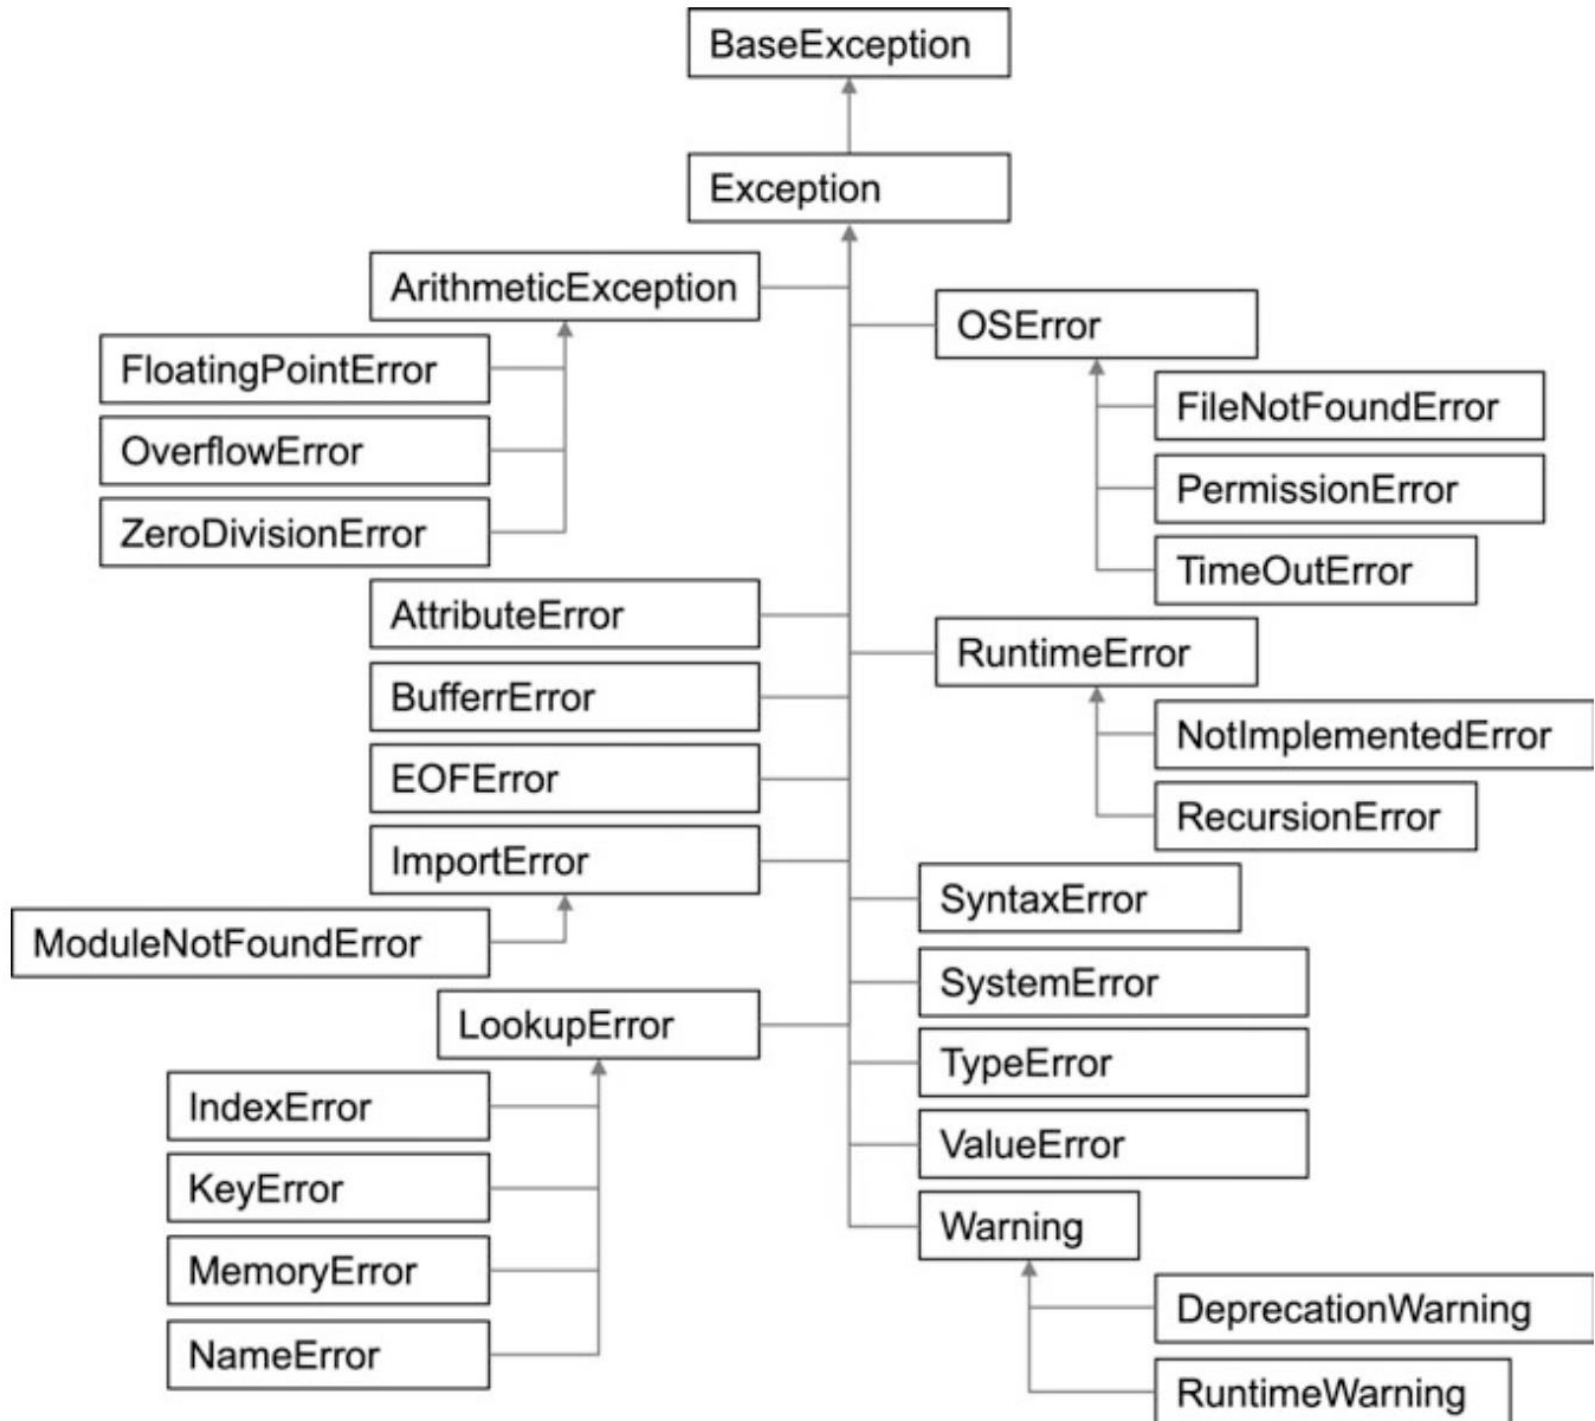 BaseException
Exception
ArithmeticException
FloatingPointError
OverflowError
ZeroDivisionError
AttributeError
BufferrError
EOFError
ImportError
ModuleNotFoundError
LookupError
IndexError
KeyError
MemoryError
NameError
OSError
FileNotFoundError
PermissionError
TimeOutError
RuntimeError
NotImplementedError
RecursionError
SyntaxError
SystemError
TypeError
ValueError
Warning
DeprecationWarning
RuntimeWarning